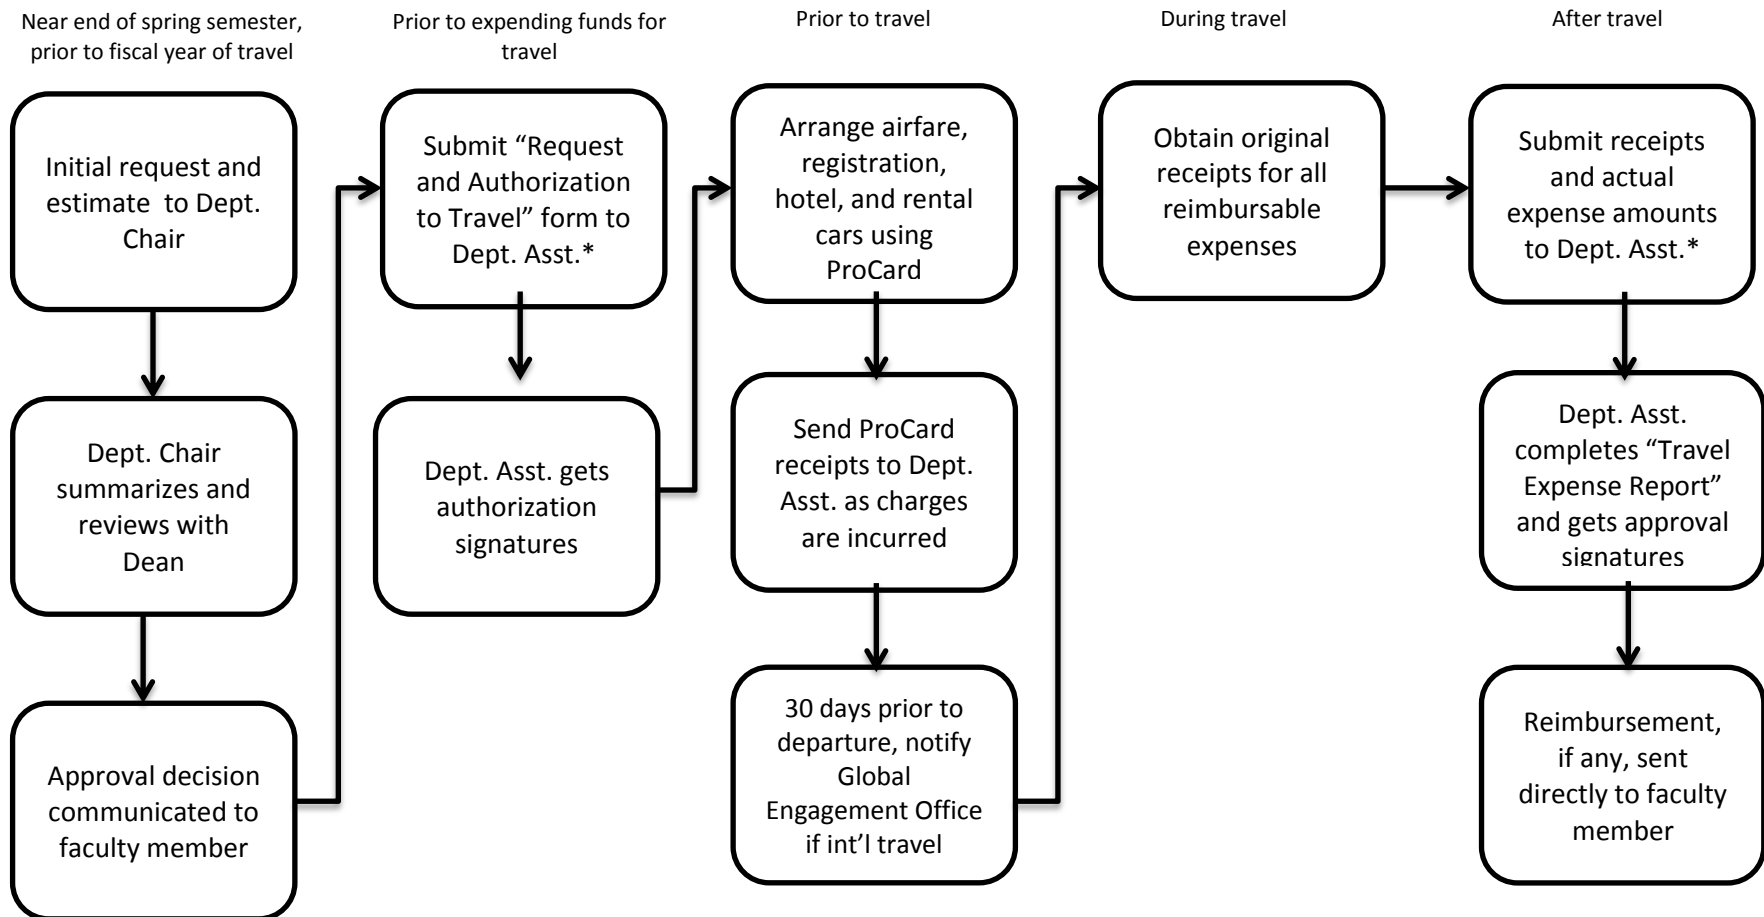 Near end of spring semester,
prior to fiscal year of travel
Initial request and
estimate to Dept.
Chair
Dept. Chair
summarizes and
reviews with
Dean
Approval decision
communicated to
faculty member
Prior to expending funds for
travel
Submit “Request
and Authorization
to Travel” form to
Dept. Asst.*
Dept. Asst. gets
authorization
signatures
Prior to travel
Arrange airfare,
registration,
hotel, and rental
cars using
ProCard
Send ProCard
receipts to Dept.
Asst. as charges
are incurred
30 days prior to
departure, notify
Global
Engagement Office
if int’l travel
During travel
Obtain original
receipts for all
reimbursable
expenses
After travel
Submit receipts
and actual
expense amounts
to Dept. Asst.*
Dept. Asst.
completes “Travel
Expense Report”
and gets approval
signatures
Reimbursement,
if any, sent
directly to faculty
member